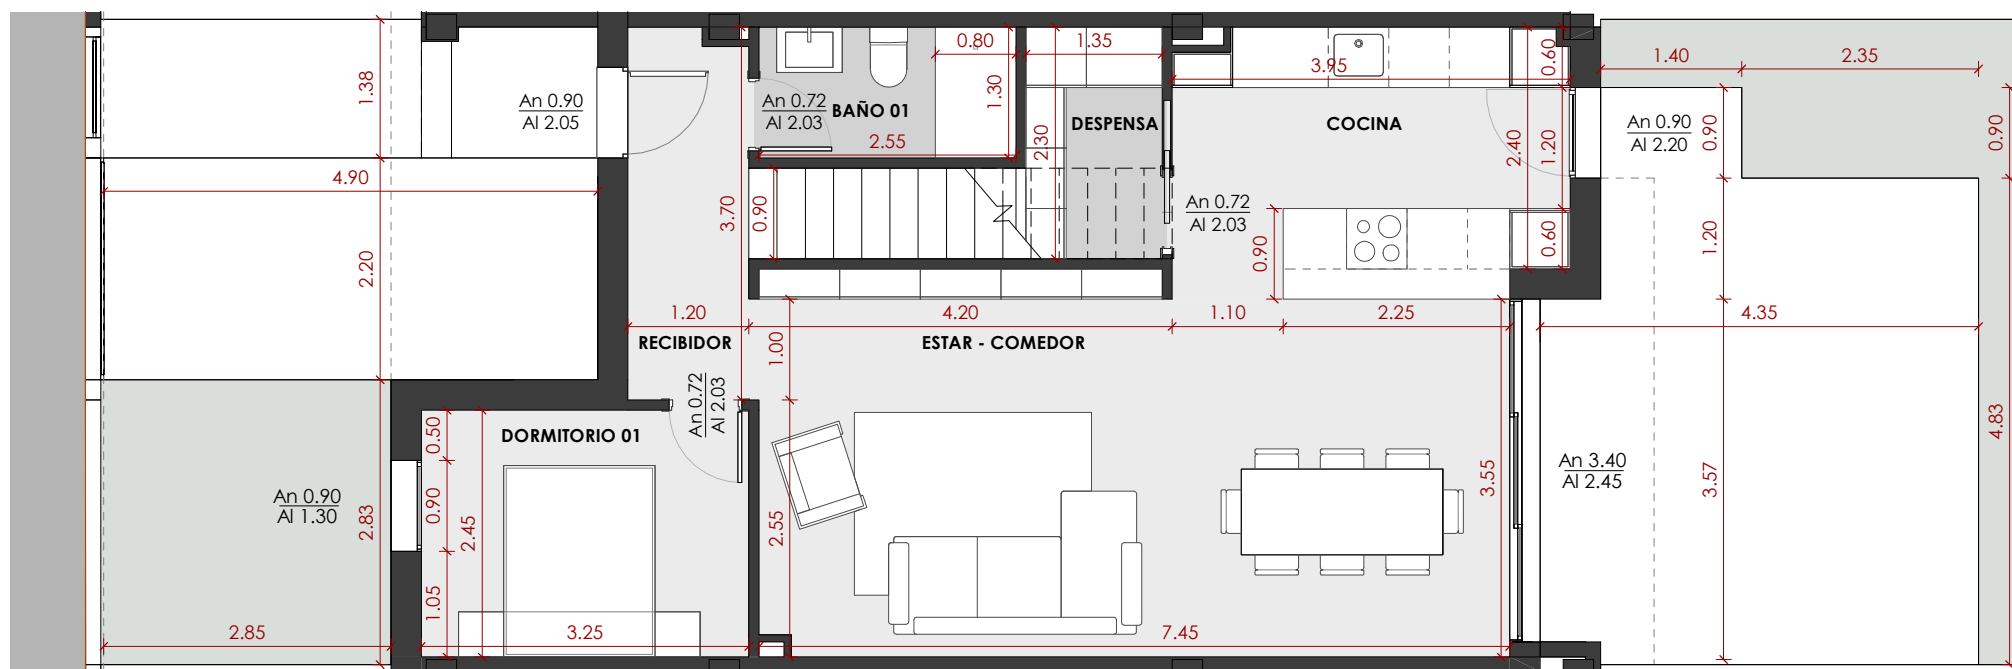 0.80
1.35
3.95
0.60
1.40
2.35
1.38
An 0.90
Al 2.05
An 0.72
Al 2.03
BAÑO 01
1.30
2.55
2.30
DESPENSA
COCINA
2.40
1.20
An 0.90
Al 2.20
0.90
0.90
4.90
3.70
0.90
An 0.72
Al 2.03
0.90
0.60
1.20
2.20
1.20
4.20
1.10
2.25
4.35
RECIBIDOR
1.00
ESTAR - COMEDOR
An 0.72
Al 2.03
DORMITORIO 01
0.50
4.83
An 0.90
Al 1.30
0.90
2.83
2.45
2.55
3.55
An 3.40
Al 2.45
3.57
1.05
2.85
3.25
7.45